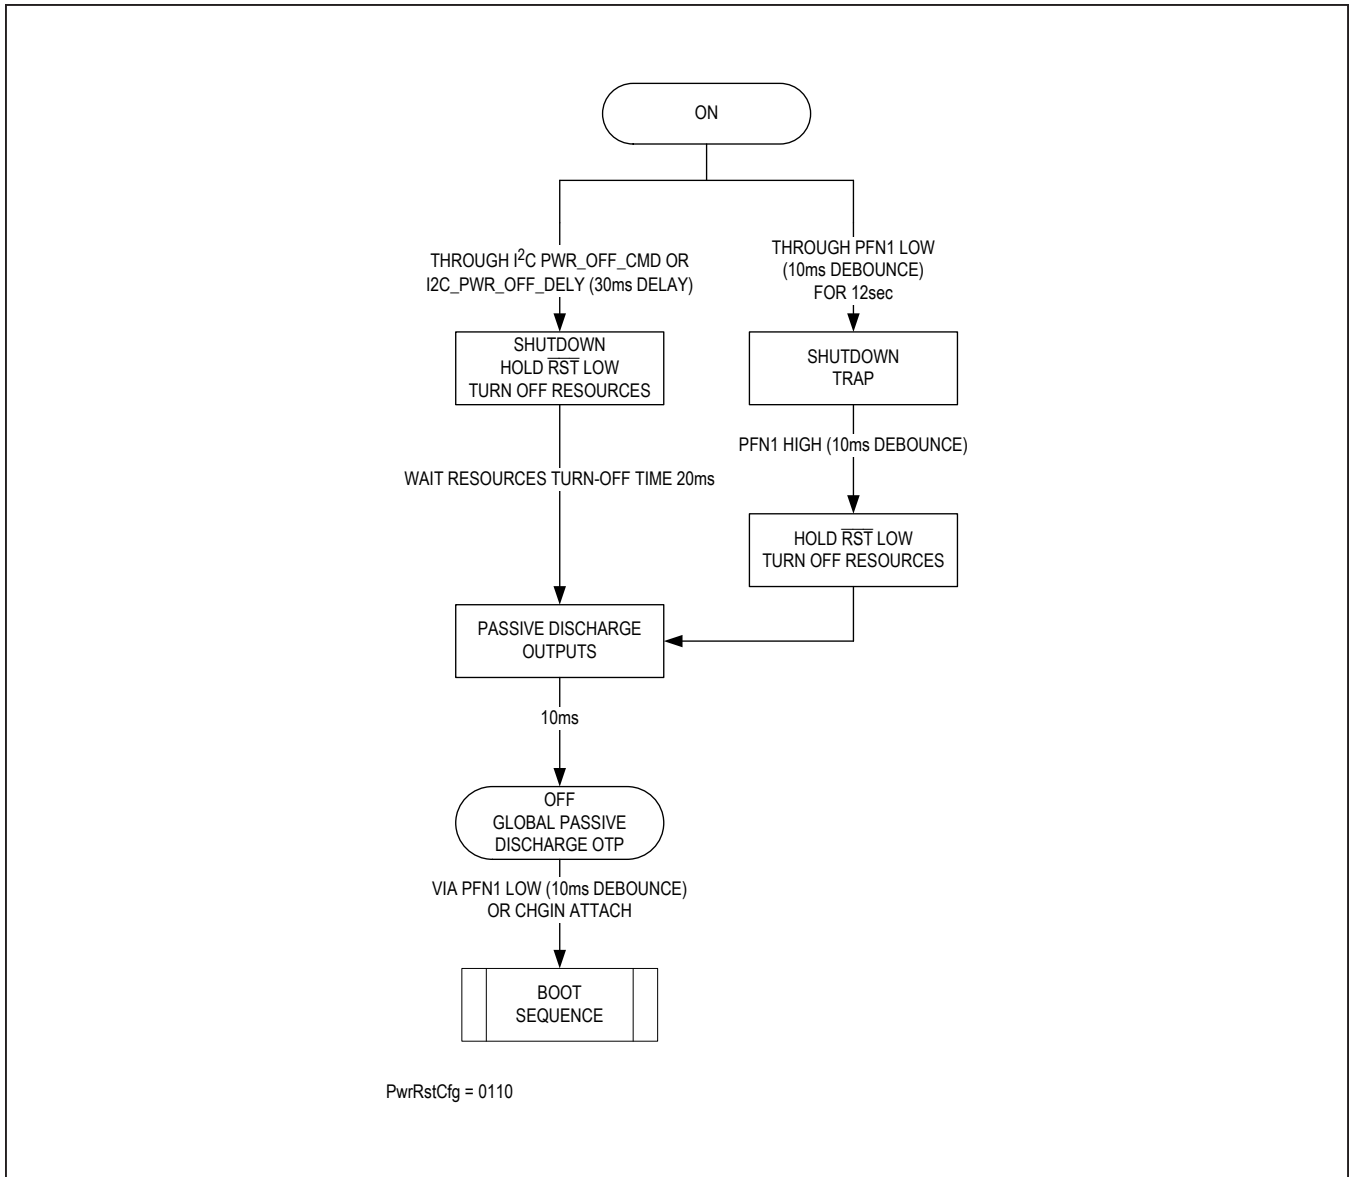 ON
THROUGH I²C PWR_OFF_CMD OR
I2C_PWR_OFF_DELY (30ms DELAY)
THROUGH PFN1 LOW
(10ms DEBOUNCE)
FOR 12sec
SHUTDOWN
HOLD R̅S̅T̅ LOW
TURN OFF RESOURCES
SHUTDOWN
TRAP
PFN1 HIGH (10ms DEBOUNCE)
WAIT RESOURCES TURN-OFF TIME 20ms
HOLD R̅S̅T̅ LOW
TURN OFF RESOURCES
PASSIVE DISCHARGE
OUTPUTS
10ms
OFF
GLOBAL PASSIVE
DISCHARGE OTP
VIA PFN1 LOW (10ms DEBOUNCE)
OR CHGIN ATTACH
BOOT
SEQUENCE
PwrRstCfg = 0110